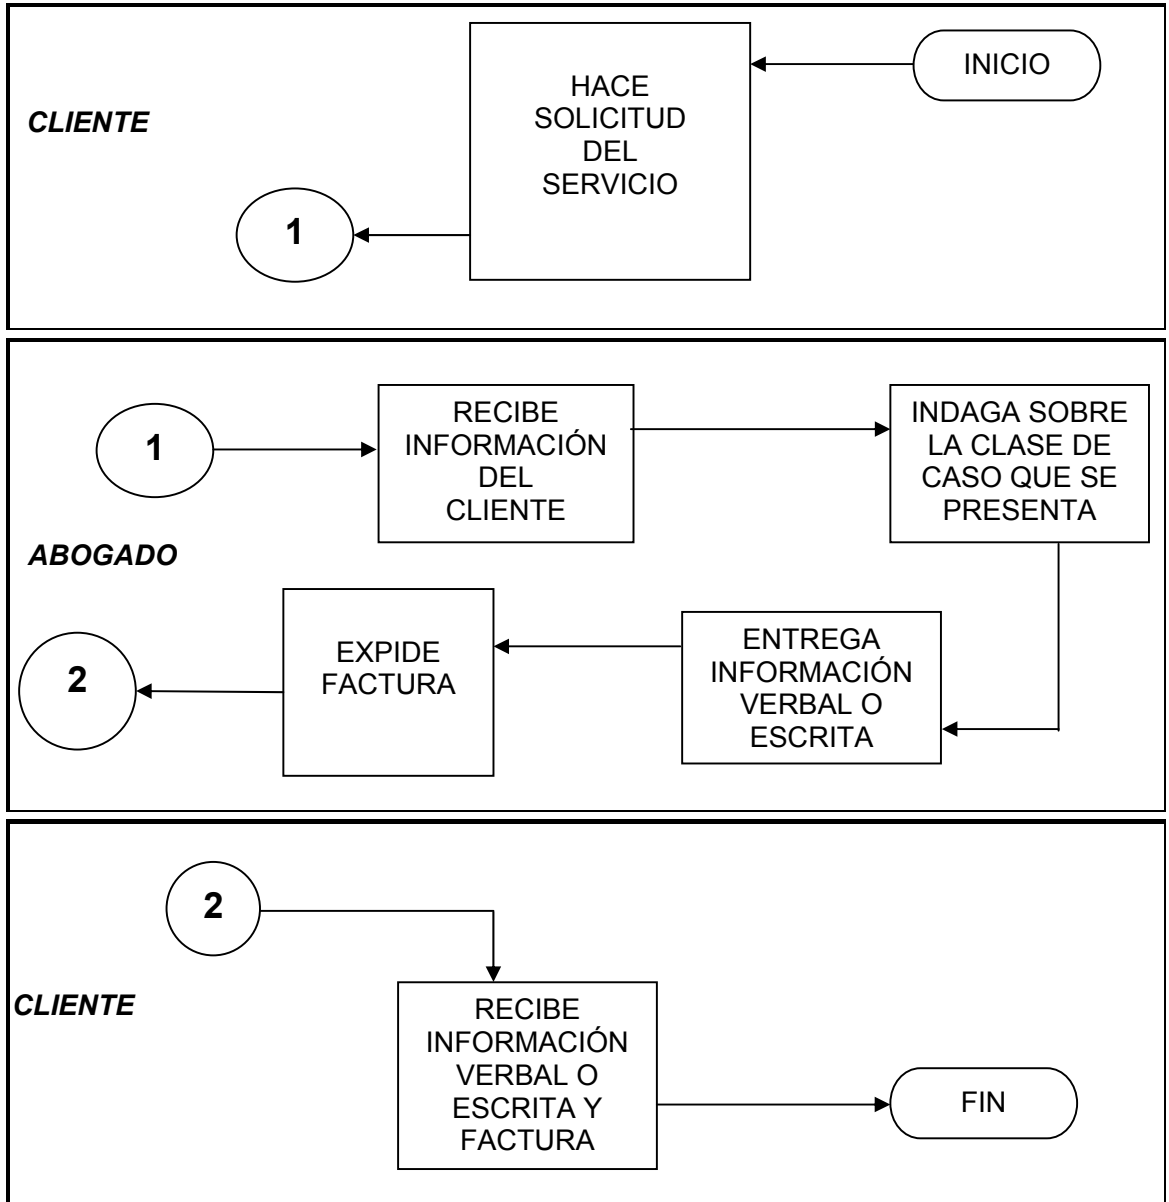 INICIO
HACE
SOLICITUD
DEL
SERVICIO
CLIENTE
1
1
RECIBE
INFORMACIÓN
DEL
CLIENTE
INDAGA SOBRE
LA CLASE DE
CASO QUE SE
PRESENTA
ABOGADO
ENTREGA
INFORMACIÓN
VERBAL O
ESCRITA
EXPIDE
FACTURA
2
2
CLIENTE
RECIBE
INFORMACIÓN
VERBAL O
ESCRITA Y
FACTURA
FIN